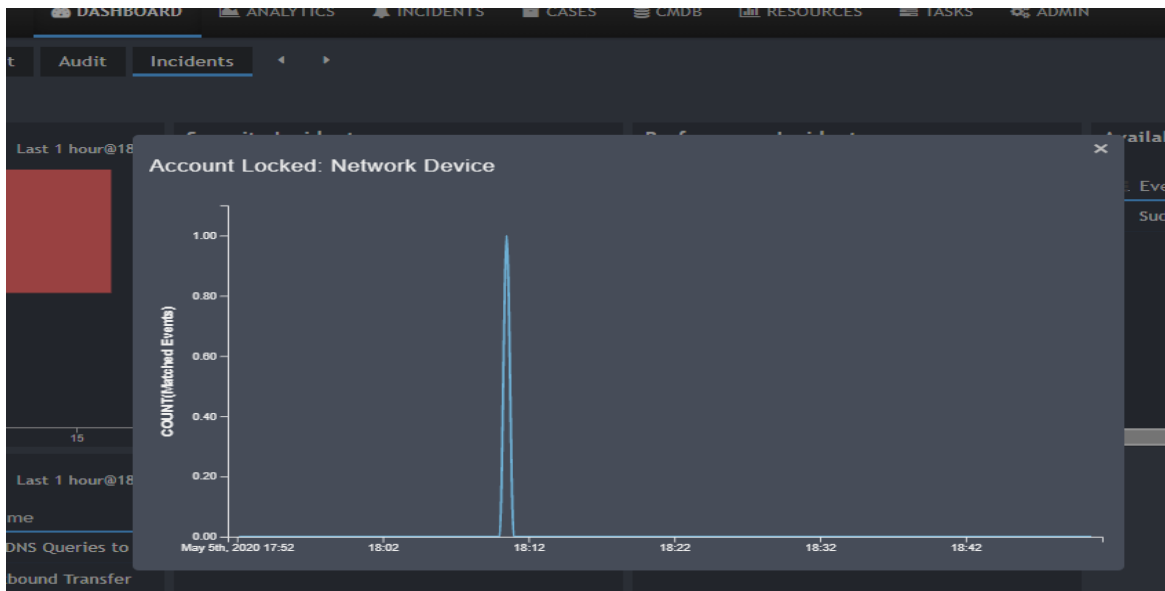 DASHBOARD ANALYTICS INCIDENTS CASES CMDB RESOURCES TASKS ADMIN
t Audit Incidents
Last 1 hour@18
Account Locked: Network Device
×
Eve
Suc
1.00
0.80
0.60
0.40
0.20
0.00
COUNT(Matched Events)
May 5th, 2020 17:52 18:02 18:12 18:22 18:32 18:42
15
Last 1 hour@18
me
DNS Queries to
bound Transfer